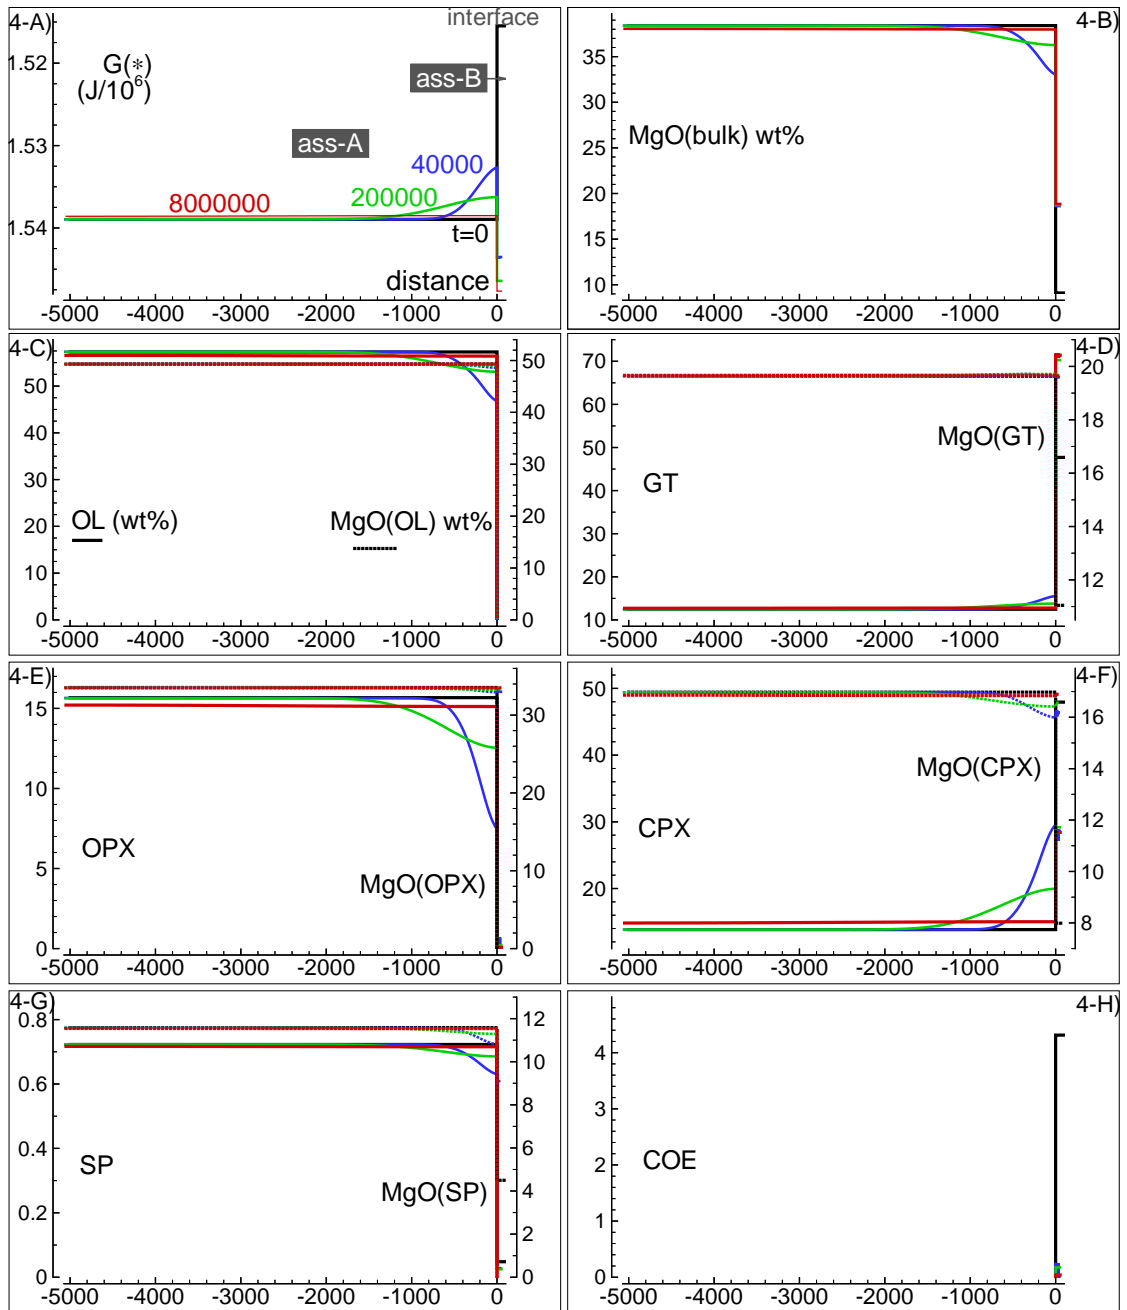 4-A)
interface
1.52
1.53
1.54
G(*)
(J/10⁶)
ass-B
ass-A
40000
200000
8000000
t=0
distance
-5000 -4000 -3000 -2000 -1000 0
4-B)
35
30
25
20
15
10
MgO(bulk) wt%
-5000 -4000 -3000 -2000 -1000 0
4-C)
50
40
30
20
10
0
50
40
30
20
10
0
OL (wt%)
MgO(OL) wt%
-5000 -4000 -3000 -2000 -1000 0
4-D)
70
60
50
40
30
20
10
20
18
16
14
12
MgO(GT)
GT
-5000 -4000 -3000 -2000 -1000 0
4-E)
15
10
5
0
30
20
10
0
OPX
MgO(OPX)
-5000 -4000 -3000 -2000 -1000 0
4-F)
50
40
30
20
16
14
12
10
8
MgO(CPX)
CPX
-5000 -4000 -3000 -2000 -1000 0
4-G)
0.8
0.6
0.4
0.2
0
12
10
8
6
4
2
0
SP
MgO(SP)
-5000 -4000 -3000 -2000 -1000 0
4-H)
4
3
2
1
0
COE
-5000 -4000 -3000 -2000 -1000 0